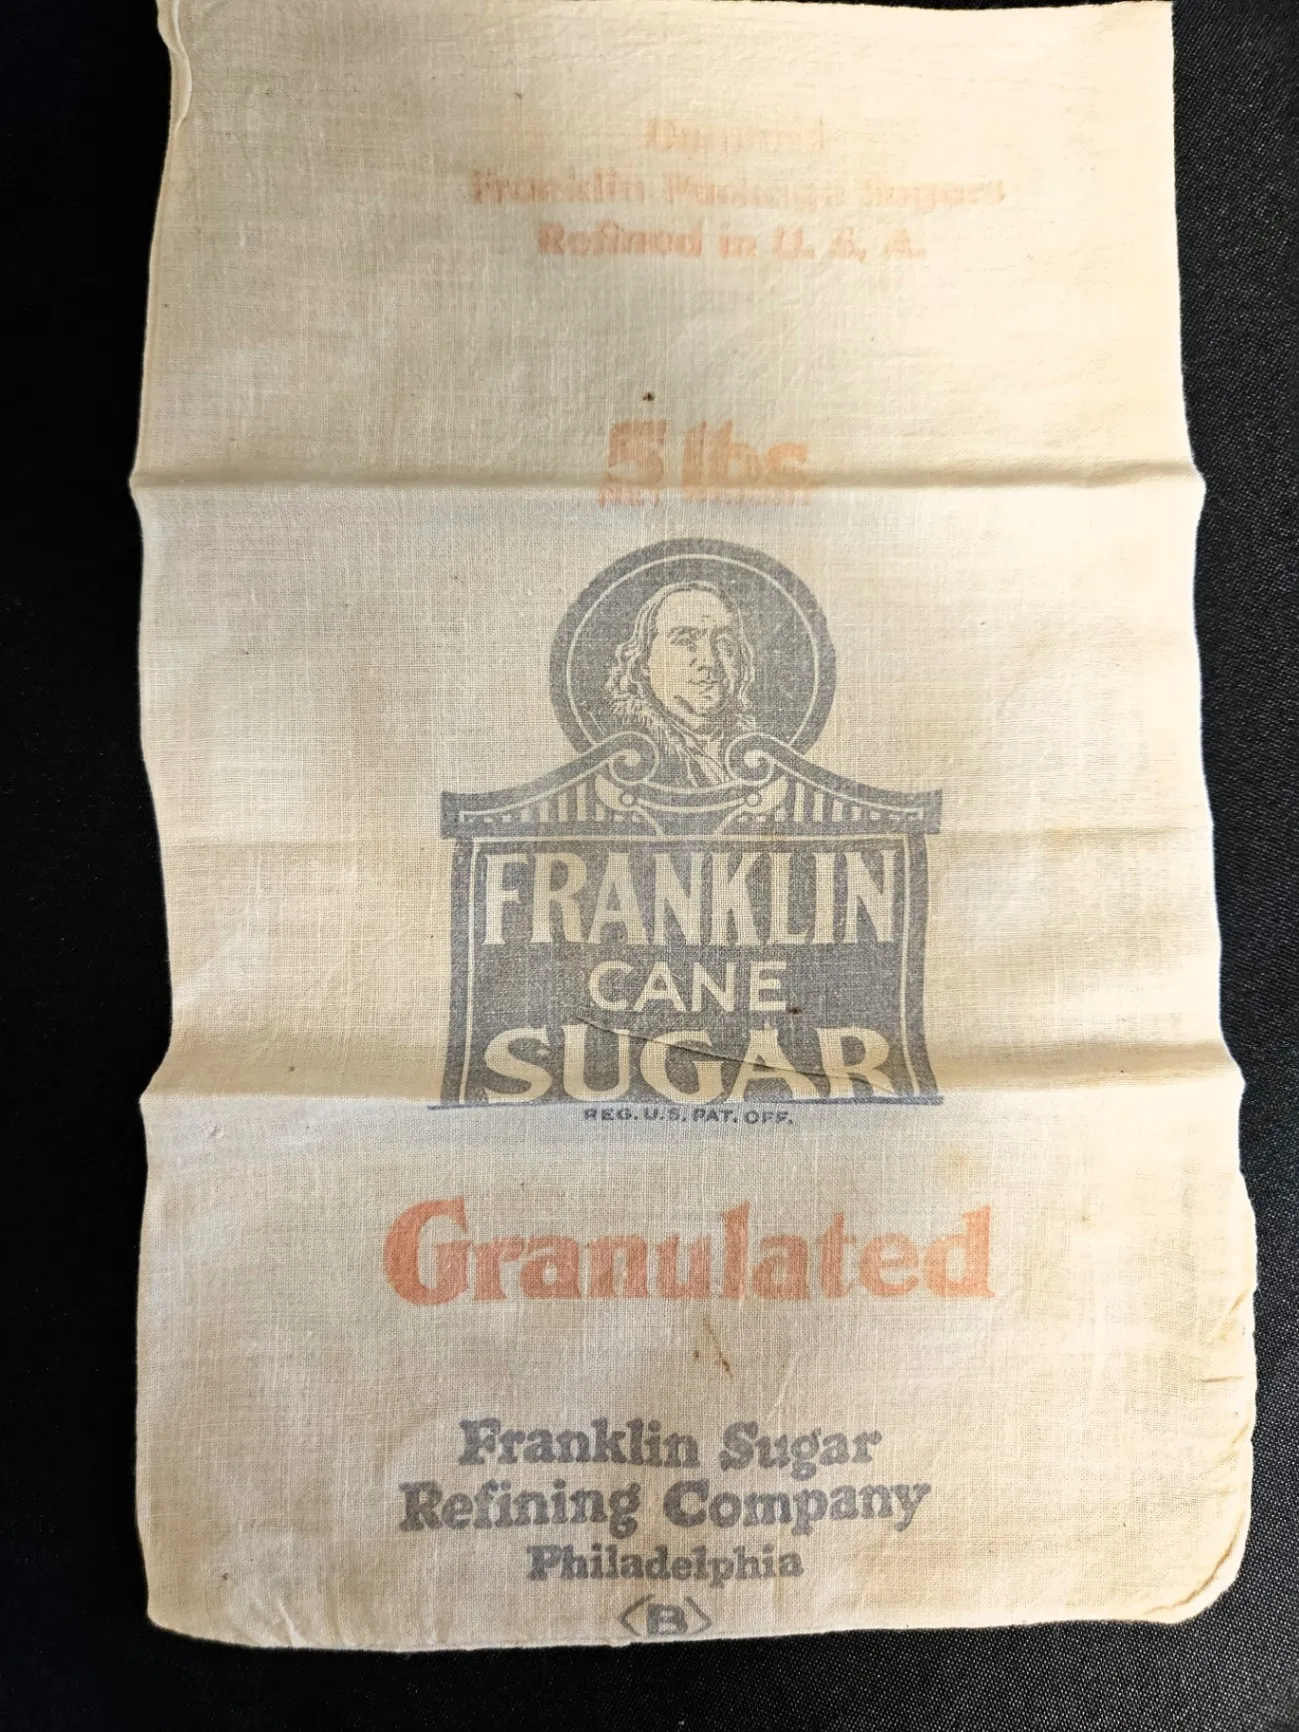 Demand
Franklin Package Sugars
Refined in U. S. A.
5 lbs
FRANKLIN
CANE
SUGAR
REG. U.S. PAT. OFF.
Granulated
Franklin Sugar
Refining Company
Philadelphia
<B>